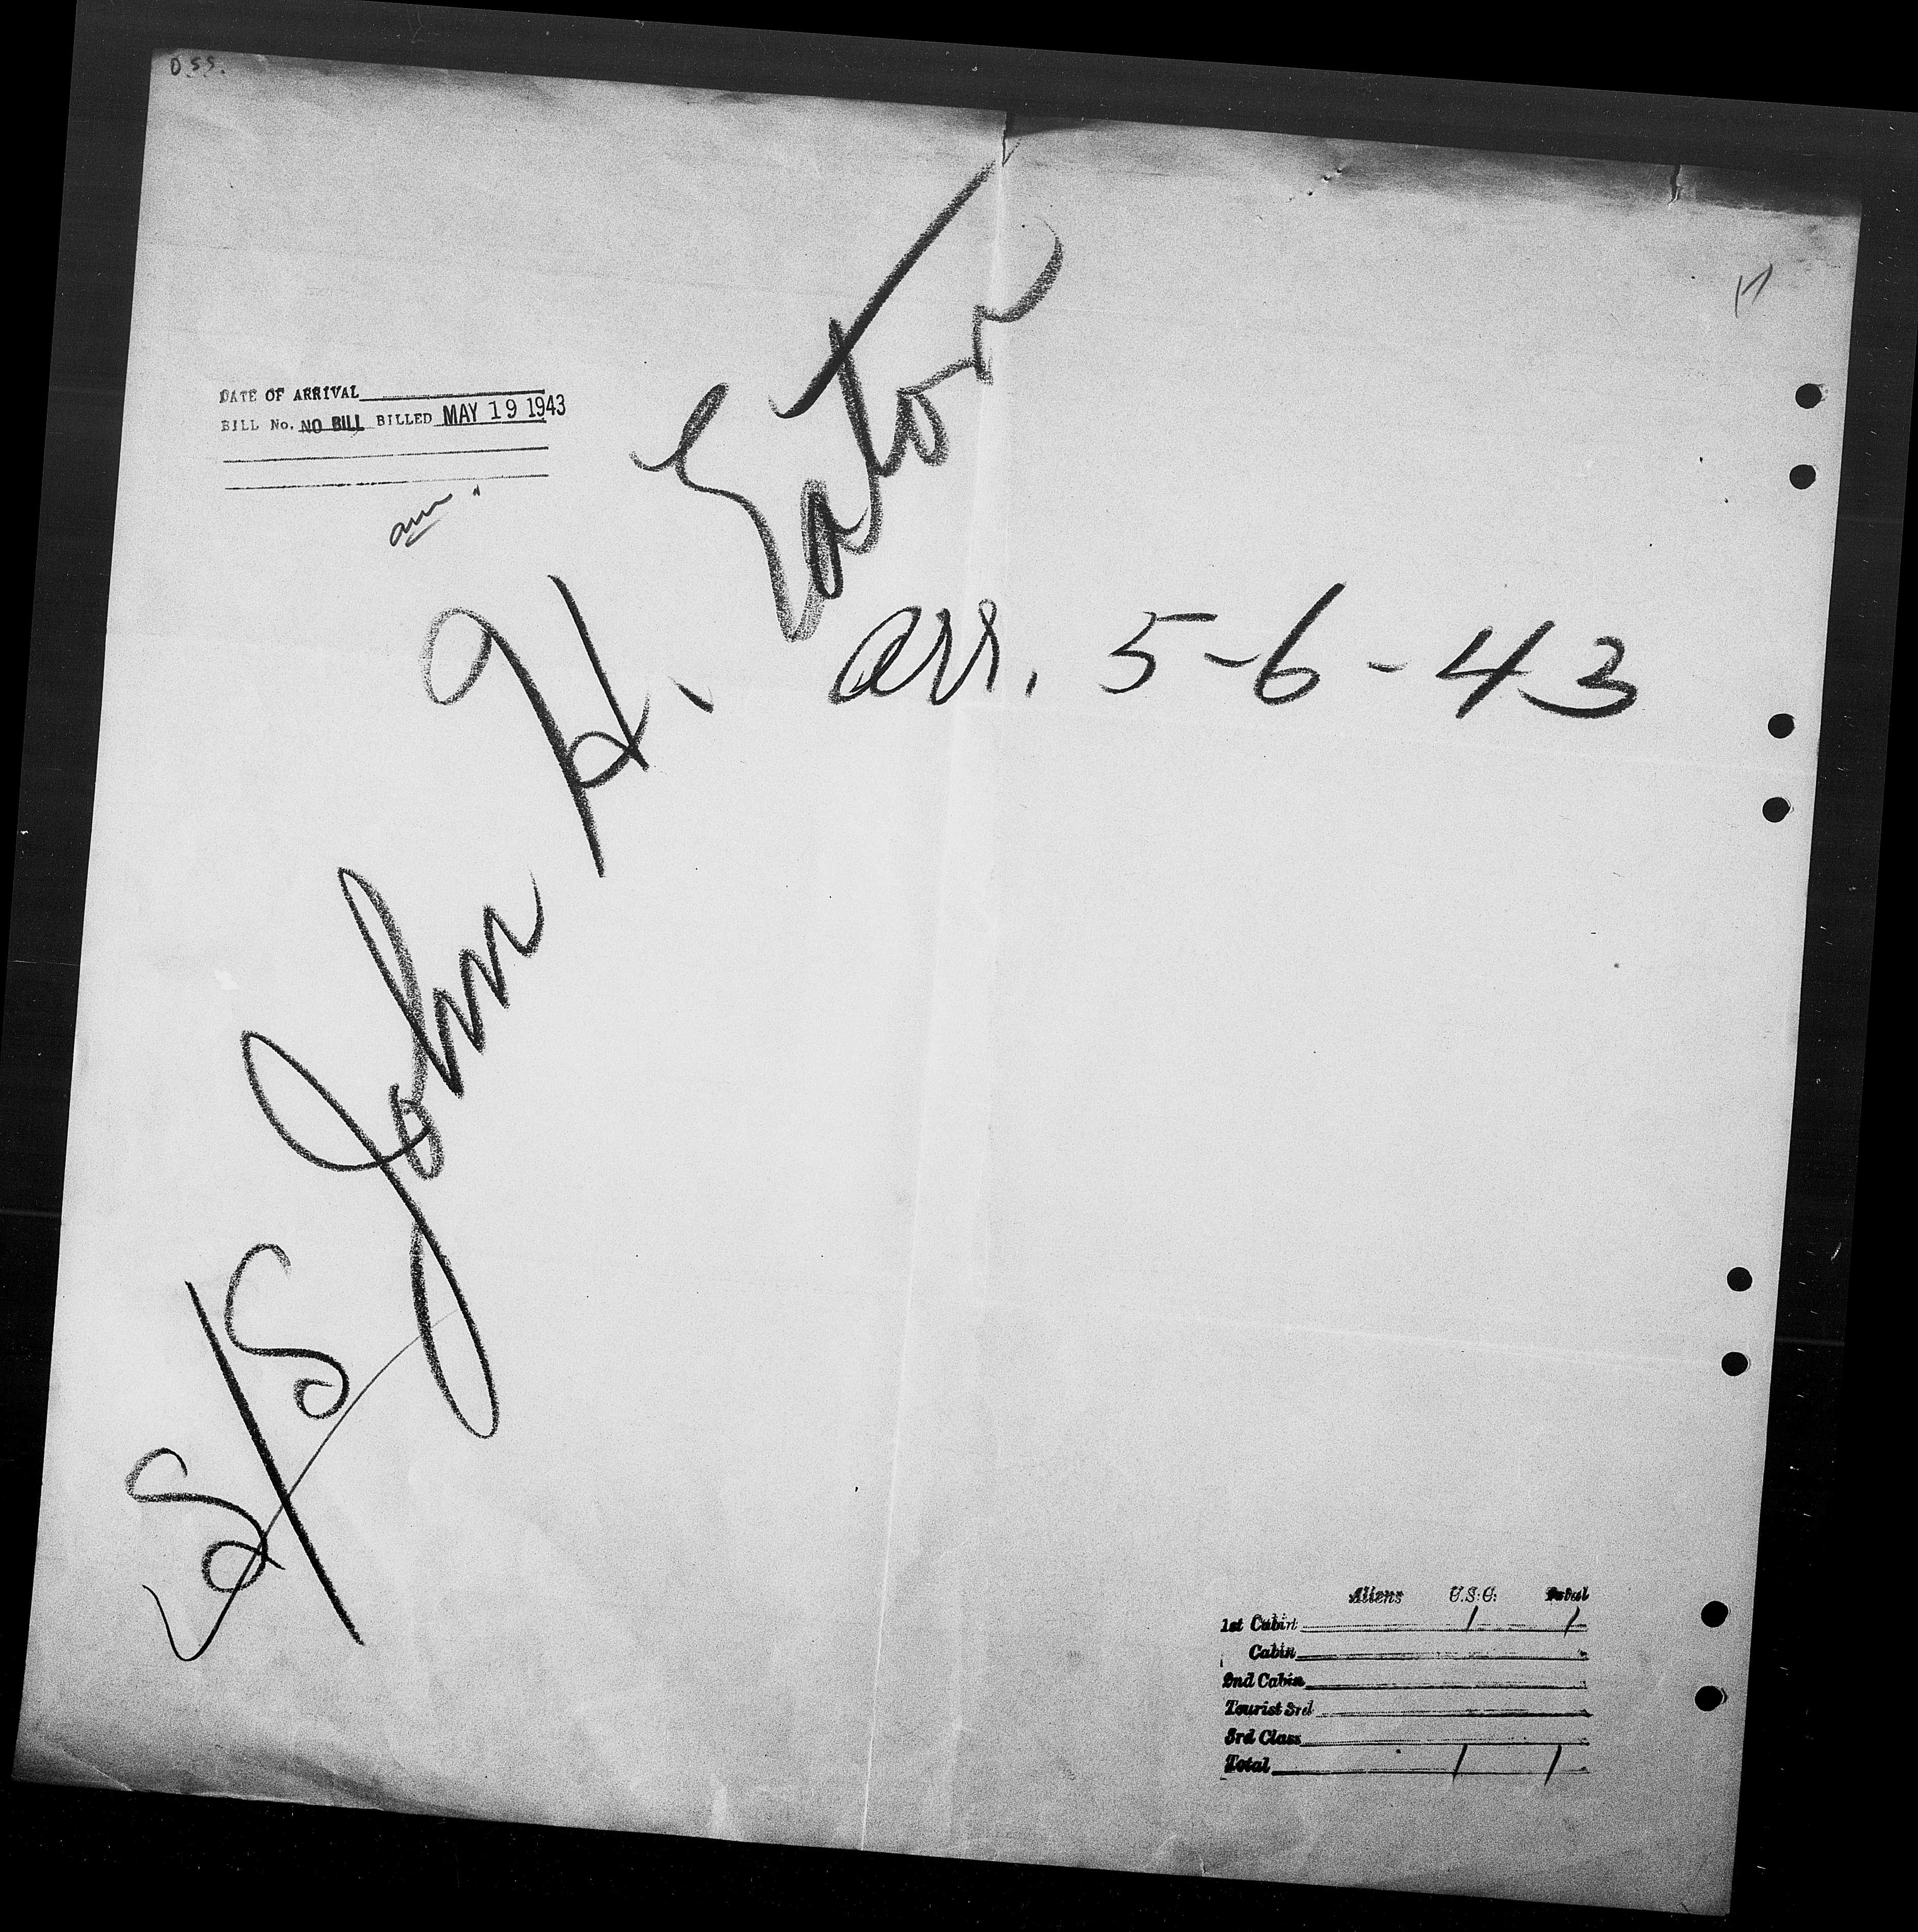 D.S.S.
DATE OF ARRIVAL
BILL No. NO BILL BILLED MAY 19 1943
S/S John H. Eaton
arr. 5-6-43
Aliens U.S.C. Total
1st Cabin 1 1
Cabin
2nd Cabin
Tourist 3rd
3rd Class
Total 1 1